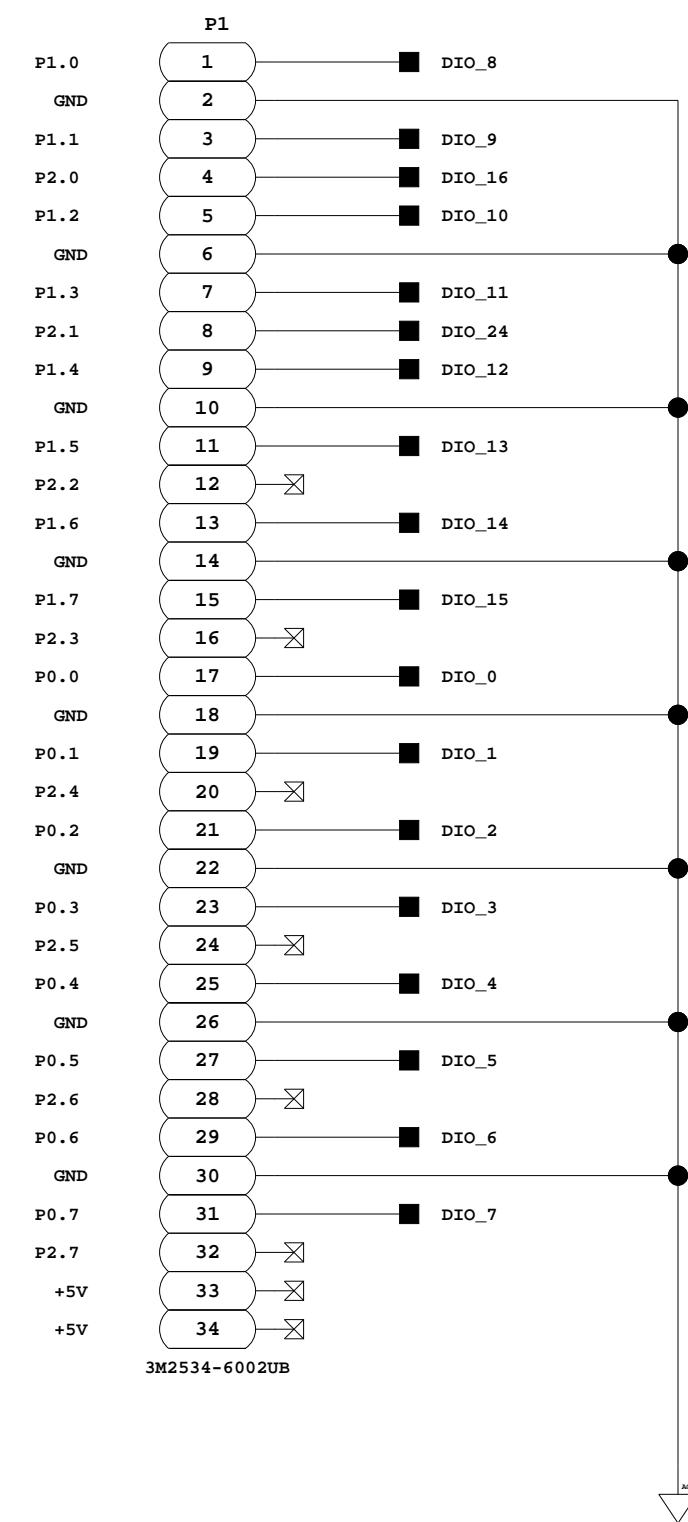 P1
P1.0 1 DIO_8
GND 2
P1.1 3 DIO_9
P2.0 4 DIO_16
P1.2 5 DIO_10
GND 6
P1.3 7 DIO_11
P2.1 8 DIO_24
P1.4 9 DIO_12
GND 10
P1.5 11 DIO_13
P2.2 12
P1.6 13 DIO_14
GND 14
P1.7 15 DIO_15
P2.3 16
P0.0 17 DIO_0
GND 18
P0.1 19 DIO_1
P2.4 20
P0.2 21 DIO_2
GND 22
P0.3 23 DIO_3
P2.5 24
P0.4 25 DIO_4
GND 26
P0.5 27 DIO_5
P2.6 28
P0.6 29 DIO_6
GND 30
P0.7 31 DIO_7
P2.7 32
+5V 33
+5V 34
3M2534-6002UB